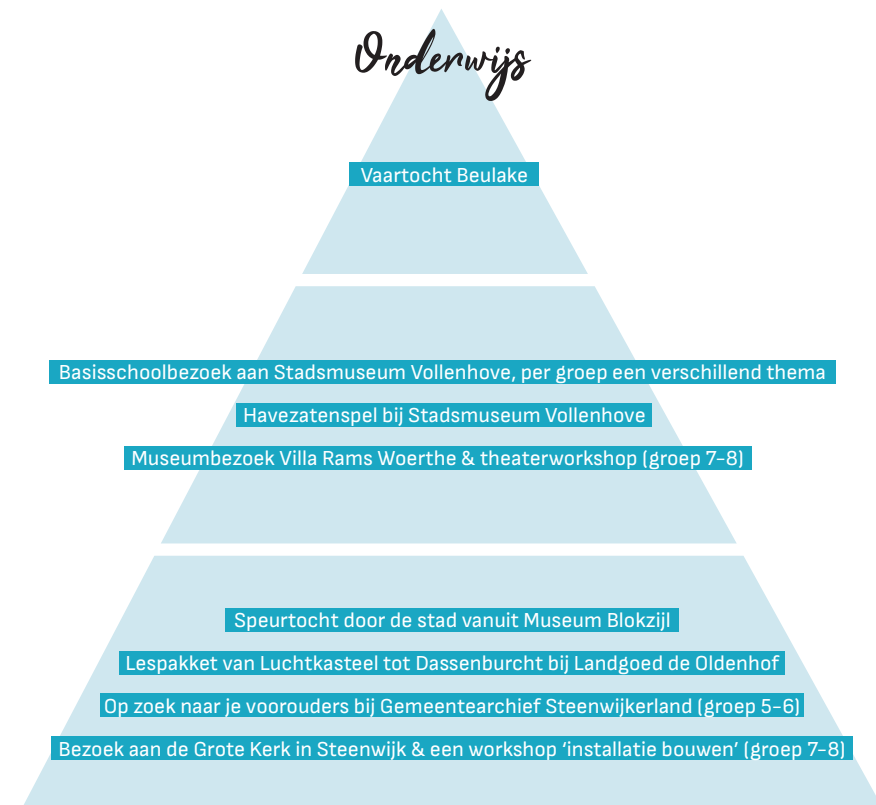 Onderwijs
Vaartocht Beulake
Basisschoolbezoek aan Stadsmuseum Vollenhove, per groep een verschillend thema
Havezatenspel bij Stadsmuseum Vollenhove
Museumbezoek Villa Rams Woerthe & theaterworkshop (groep 7-8)
Speurtocht door de stad vanuit Museum Blokzijl
Lespakket van Luchtkasteel tot Dassenburcht bij Landgoed de Oldenhof
Op zoek naar je voorouders bij Gemeentearchief Steenwijkerland (groep 5-6)
Bezoek aan de Grote Kerk in Steenwijk & een workshop ‘installatie bouwen’ (groep 7-8)